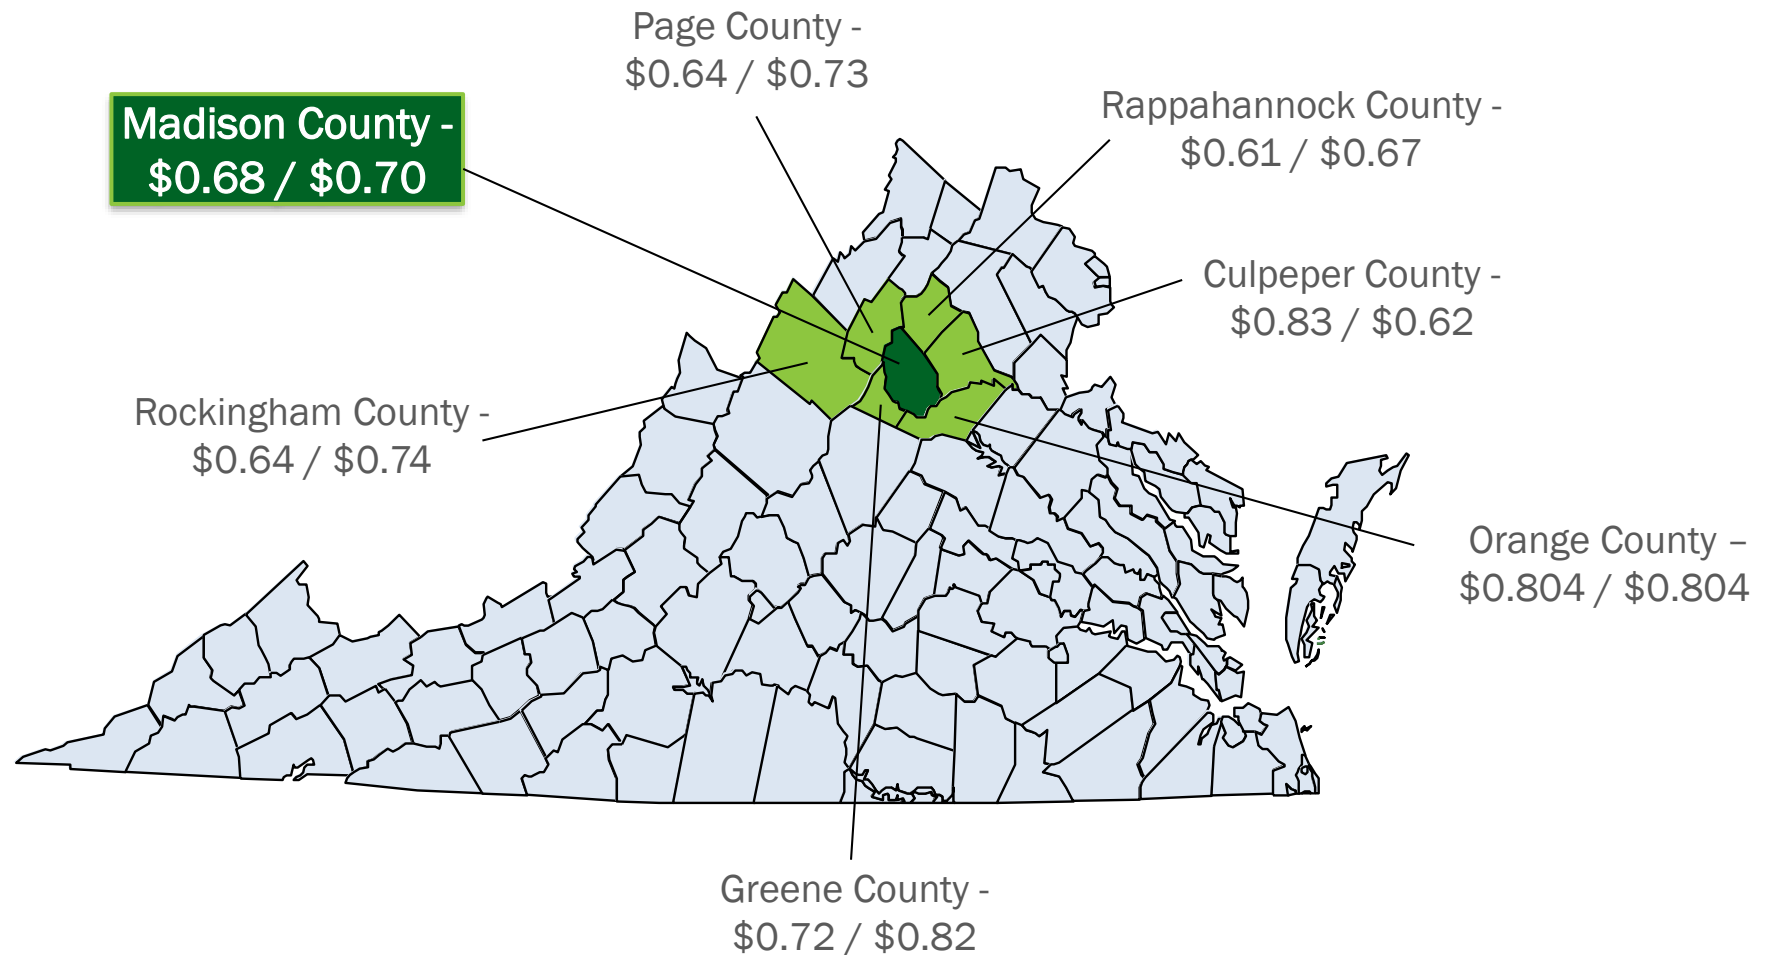 Page County -
$0.64 / $0.73
Madison County -
$0.68 / $0.70
Rappahannock County -
$0.61 / $0.67
Culpeper County -
$0.83 / $0.62
Rockingham County -
$0.64 / $0.74
Orange County –
$0.804 / $0.804
Greene County -
$0.72 / $0.82